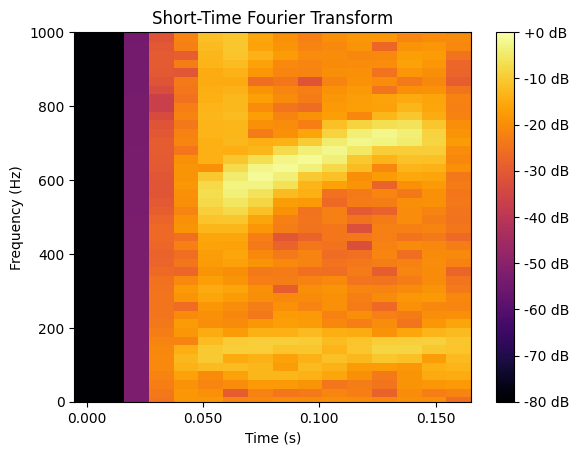 Short-Time Fourier Transform
Frequency (Hz)
1000
800
600
400
200
0
0.000
0.050
0.100
0.150
Time (s)
+0 dB
-10 dB
-20 dB
-30 dB
-40 dB
-50 dB
-60 dB
-70 dB
-80 dB